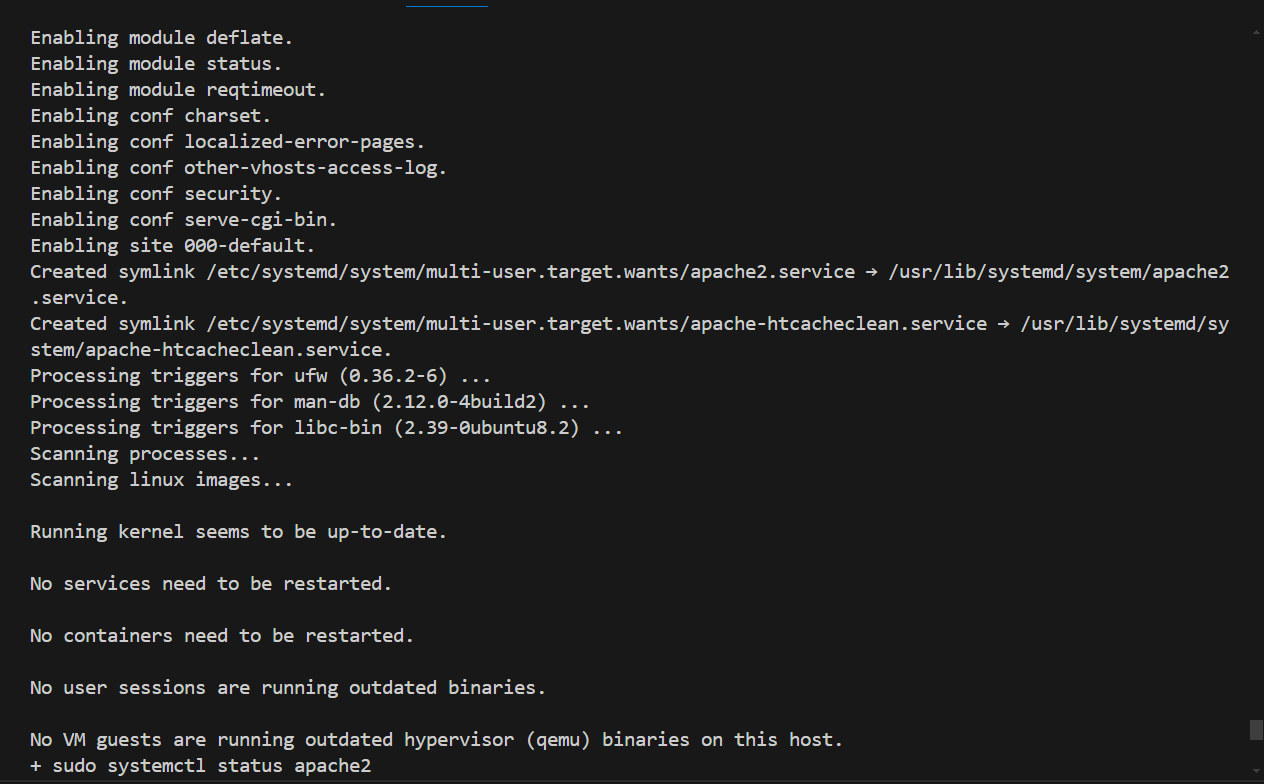 Enabling module deflate.
Enabling module status.
Enabling module reqtimeout.
Enabling conf charset.
Enabling conf localized-error-pages.
Enabling conf other-vhosts-access-log.
Enabling conf security.
Enabling conf serve-cgi-bin.
Enabling site 000-default.
Created symlink /etc/systemd/system/multi-user.target.wants/apache2.service → /usr/lib/systemd/system/apache2
.service.
Created symlink /etc/systemd/system/multi-user.target.wants/apache-htcacheclean.service → /usr/lib/systemd/sy
stem/apache-htcacheclean.service.
Processing triggers for ufw (0.36.2-6) ...
Processing triggers for man-db (2.12.0-4build2) ...
Processing triggers for libc-bin (2.39-0ubuntu8.2) ...
Scanning processes...
Scanning linux images...
Running kernel seems to be up-to-date.
No services need to be restarted.
No containers need to be restarted.
No user sessions are running outdated binaries.
No VM guests are running outdated hypervisor (qemu) binaries on this host.
+ sudo systemctl status apache2